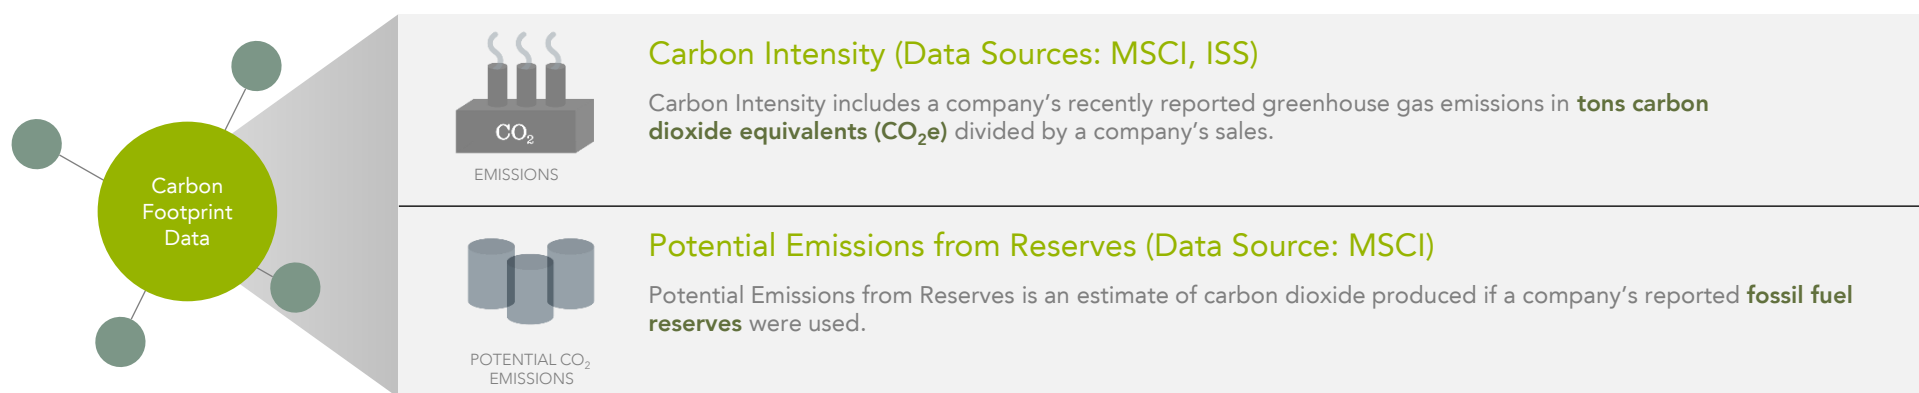 Carbon
Footprint
Data
CO₂
EMISSIONS
Carbon Intensity (Data Sources: MSCI, ISS)
Carbon Intensity includes a company’s recently reported greenhouse gas emissions in tons carbon
dioxide equivalents (CO₂e) divided by a company’s sales.
POTENTIAL CO₂
EMISSIONS
Potential Emissions from Reserves (Data Source: MSCI)
Potential Emissions from Reserves is an estimate of carbon dioxide produced if a company’s reported fossil fuel
reserves were used.